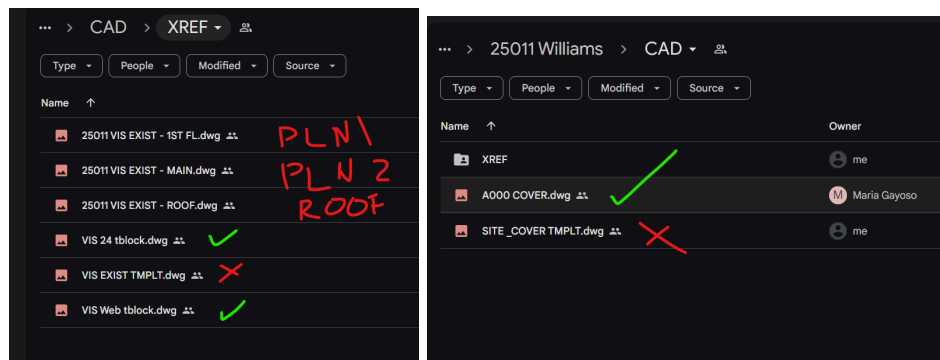 ... > CAD > XREF
Type People Modified Source
Name
25011 VIS EXIST - 1ST FL.dwg PLN1
25011 VIS EXIST - MAIN.dwg PLN 2
25011 VIS EXIST - ROOF.dwg ROOF
VIS 24 tblock.dwg
VIS EXIST TMPLT.dwg
VIS Web tblock.dwg
... > 25011 Williams > CAD
Type People Modified Source
Name Owner
XREF me
A000 COVER.dwg M Maria Gayoso
SITE _COVER TMPLT.dwg me